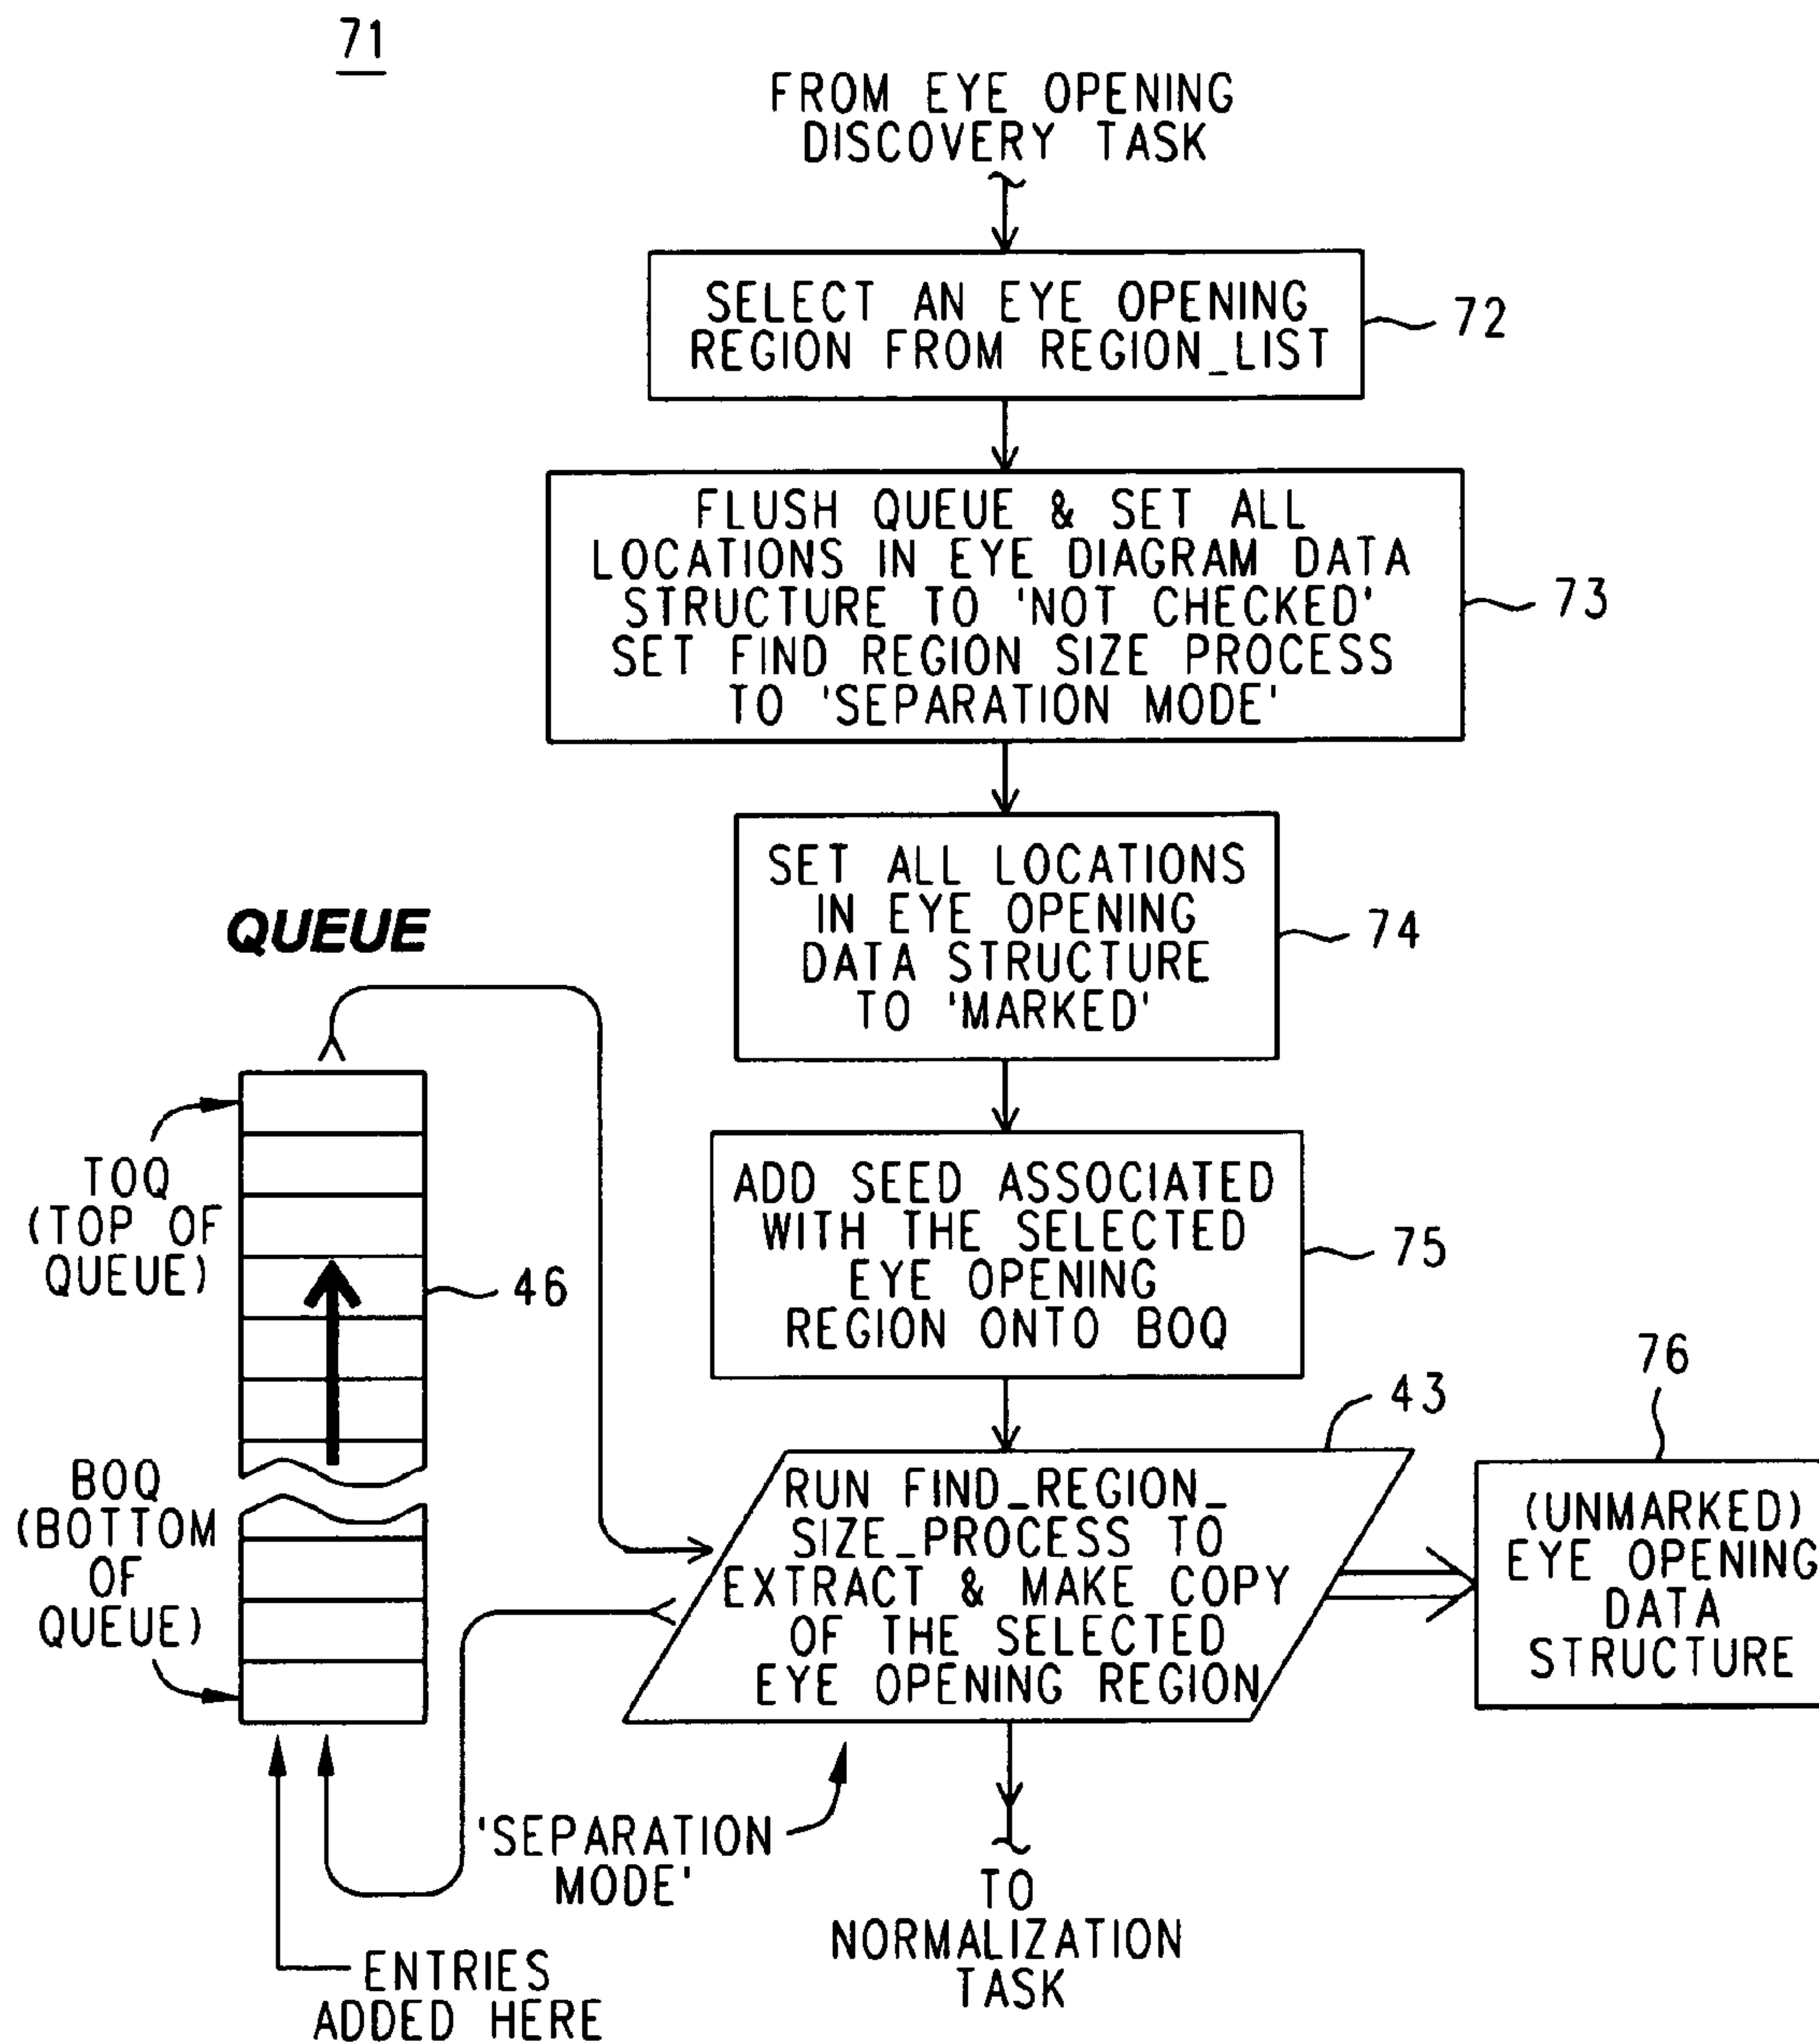 71
FROM EYE OPENING
DISCOVERY TASK
SELECT AN EYE OPENING
REGION FROM REGION_LIST
72
FLUSH QUEUE & SET ALL
LOCATIONS IN EYE DIAGRAM DATA
STRUCTURE TO 'NOT CHECKED'
SET FIND REGION SIZE PROCESS
TO 'SEPARATION MODE'
73
SET ALL LOCATIONS
IN EYE OPENING
DATA STRUCTURE
TO 'MARKED'
74
QUEUE
TOQ
(TOP OF
QUEUE)
46
ADD SEED ASSOCIATED
WITH THE SELECTED
EYE OPENING
REGION ONTO BOQ
75
BOQ
(BOTTOM
OF
QUEUE)
43
RUN FIND_REGION_
SIZE_PROCESS TO
EXTRACT & MAKE COPY
OF THE SELECTED
EYE OPENING REGION
76
(UNMARKED)
EYE OPENING
DATA
STRUCTURE
'SEPARATION
MODE'
TO
NORMALIZATION
TASK
ENTRIES
ADDED HERE